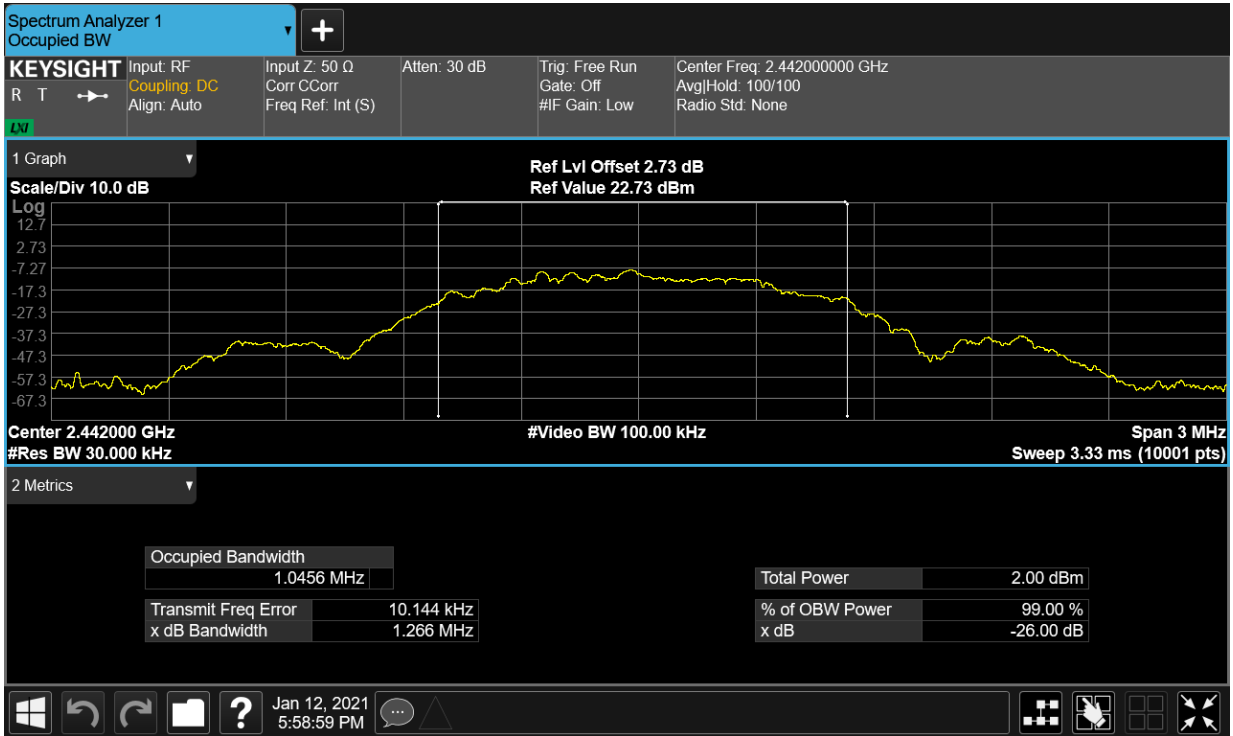 Spectrum Analyzer 1
Occupied BW
KEYSIGHT
R T
LXI
Input: RF
Coupling: DC
Align: Auto
Input Z: 50 Ω
Corr CCorr
Freq Ref: Int (S)
Atten: 30 dB
Trig: Free Run
Gate: Off
#IF Gain: Low
Center Freq: 2.442000000 GHz
Avg|Hold: 100/100
Radio Std: None
1 Graph
Scale/Div 10.0 dB
Ref Lvl Offset 2.73 dB
Ref Value 22.73 dBm
Log
12.7
2.73
-7.27
-17.3
-27.3
-37.3
-47.3
-57.3
-67.3
Center 2.442000 GHz
#Video BW 100.00 kHz
Span 3 MHz
#Res BW 30.000 kHz
Sweep 3.33 ms (10001 pts)
2 Metrics
Occupied Bandwidth
1.0456 MHz
Transmit Freq Error 10.144 kHz
x dB Bandwidth 1.266 MHz
Total Power 2.00 dBm
% of OBW Power 99.00 %
x dB -26.00 dB
?
Jan 12, 2021
5:58:59 PM